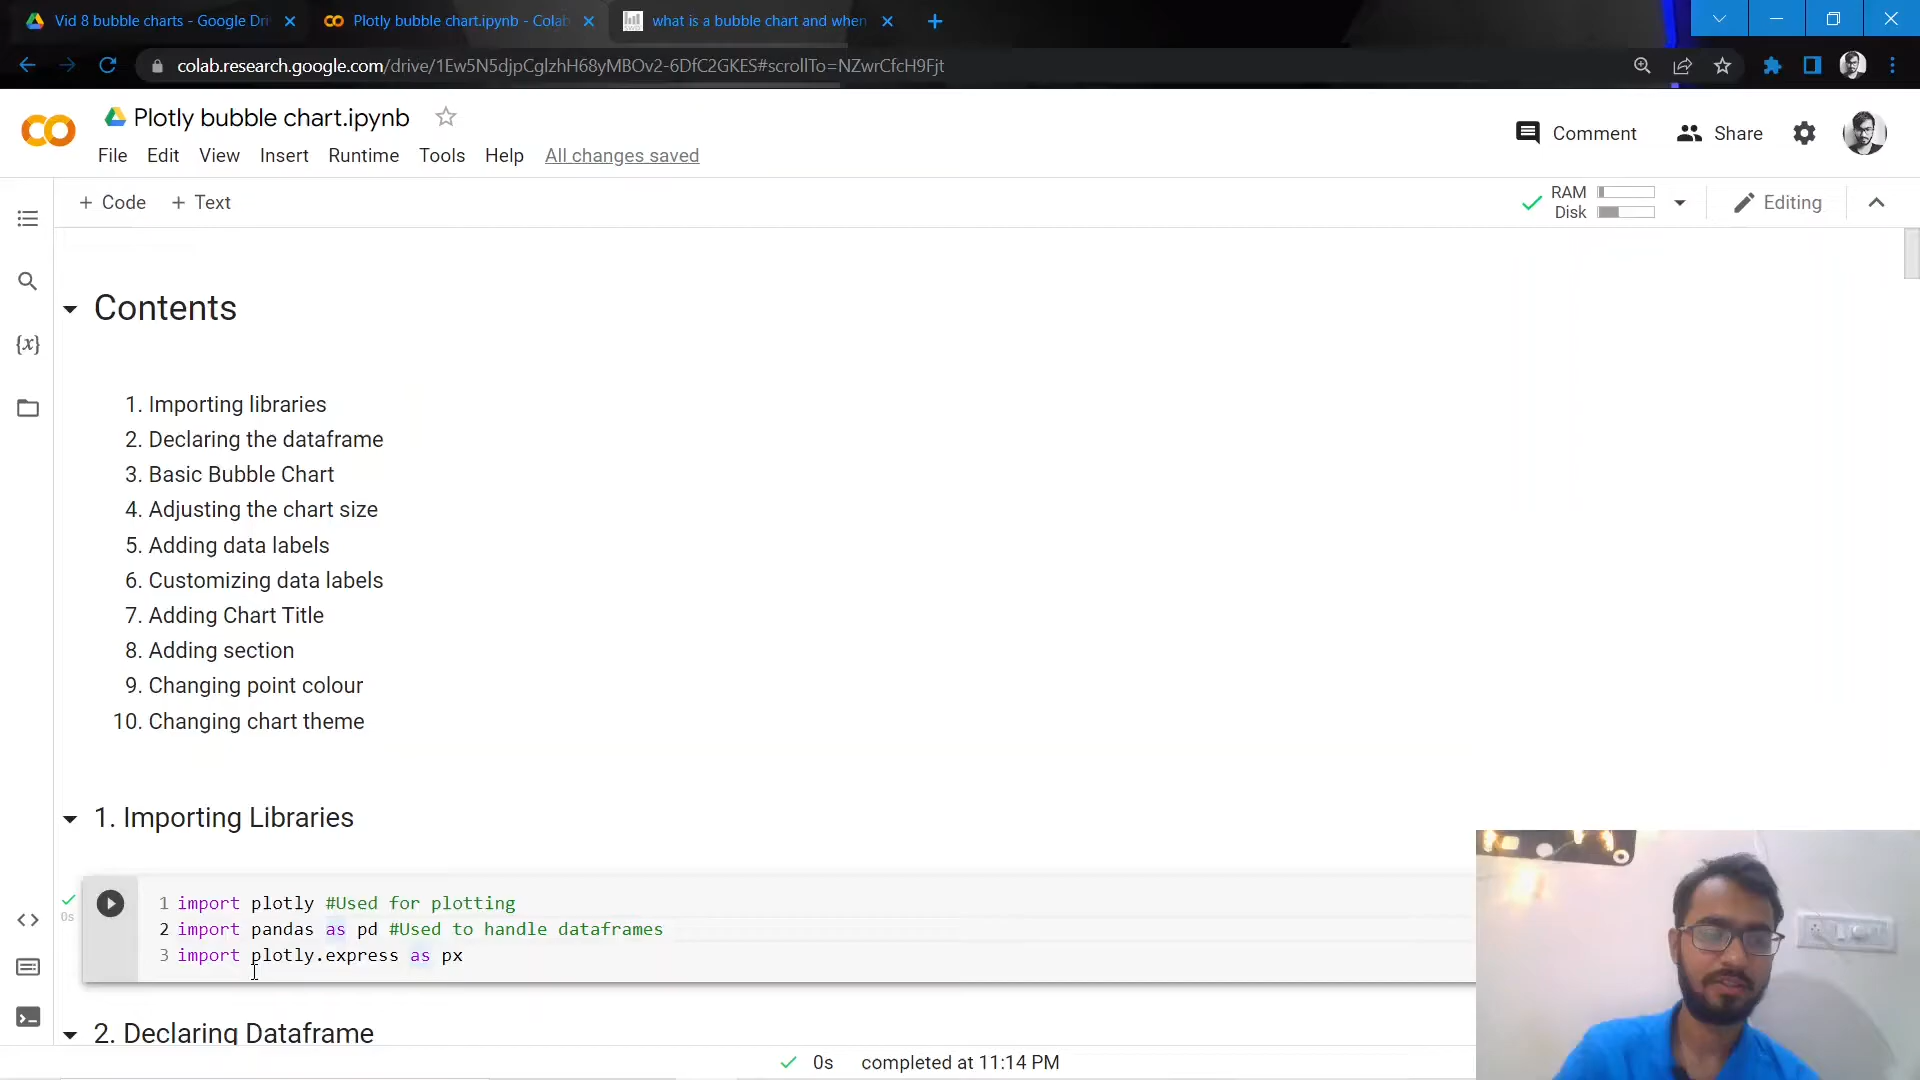 Vid 8 bubble charts - Google Dri
Plotly bubble chart.ipynb - Colab
what is a bubble chart and when
colab.research.google.com/drive/1Ew5N5djpCglzhH68yMBOv2-6DfC2GKES#scrollTo=NZwrCfcH9Fjt
Plotly bubble chart.ipynb
File Edit View Insert Runtime Tools Help All changes saved
Comment Share
+ Code + Text
RAM
Disk
Editing
Contents
1. Importing libraries
2. Declaring the dataframe
3. Basic Bubble Chart
4. Adjusting the chart size
5. Adding data labels
6. Customizing data labels
7. Adding Chart Title
8. Adding section
9. Changing point colour
10. Changing chart theme
1. Importing Libraries
0s
1 import plotly #Used for plotting
2 import pandas as pd #Used to handle dataframes
3 import plotly.express as px
2. Declaring Dataframe
0s completed at 11:14 PM